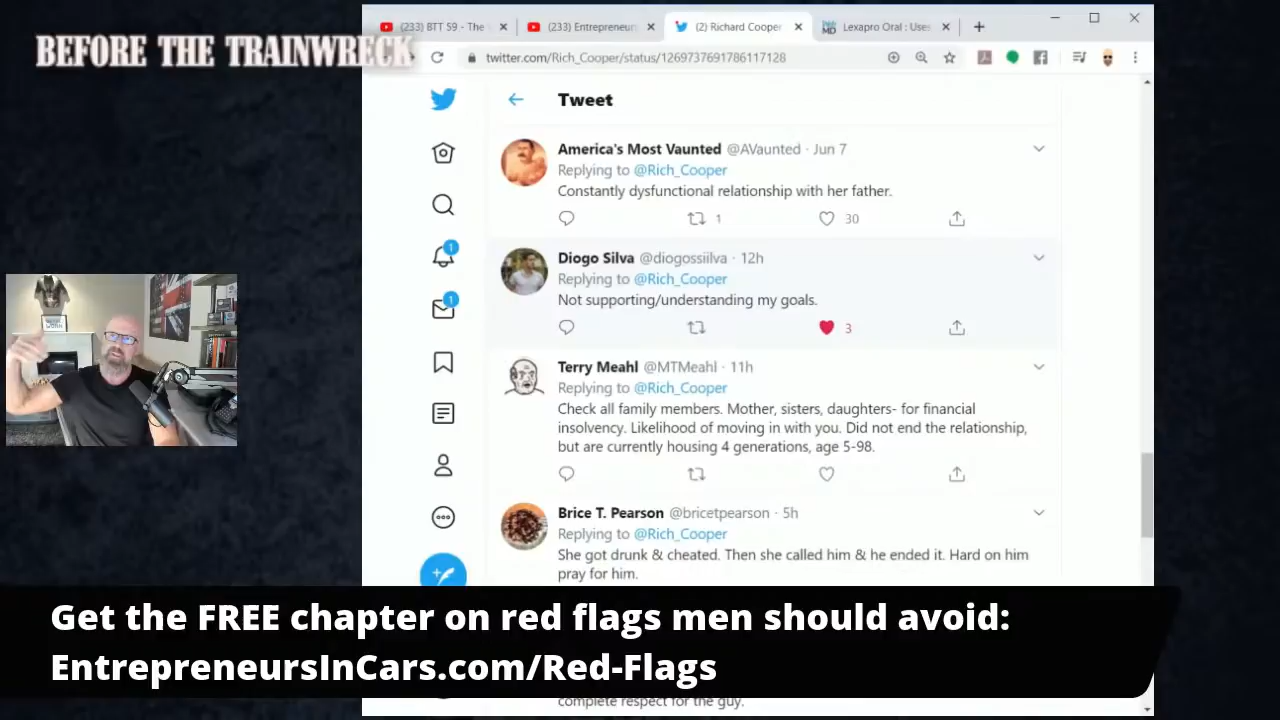 BEFORE THE TRAINWRECK
(233) BTT 59 - The
(233) Entrepreneur
(2) Richard Cooper
Lexapro Oral : Uses
twitter.com/Rich_Cooper/status/1269737691786117128
Tweet
America's Most Vaunted @AVaunted · Jun 7
Replying to @Rich_Cooper
Constantly dysfunctional relationship with her father.
1 30
1
Diogo Silva @diogossiilva · 12h
Replying to @Rich_Cooper
Not supporting/understanding my goals.
1
3
Terry Meahl @MTMeahl · 11h
Replying to @Rich_Cooper
Check all family members. Mother, sisters, daughters- for financial
insolvency. Likelihood of moving in with you. Did not end the relationship,
but are currently housing 4 generations, age 5-98.
Brice T. Pearson @bricetpearson · 5h
Replying to @Rich_Cooper
She got drunk & cheated. Then she called him & he ended it. Hard on him
pray for him.
Get the FREE chapter on red flags men should avoid:
EntrepreneursInCars.com/Red-Flags
complete respect for the guy.